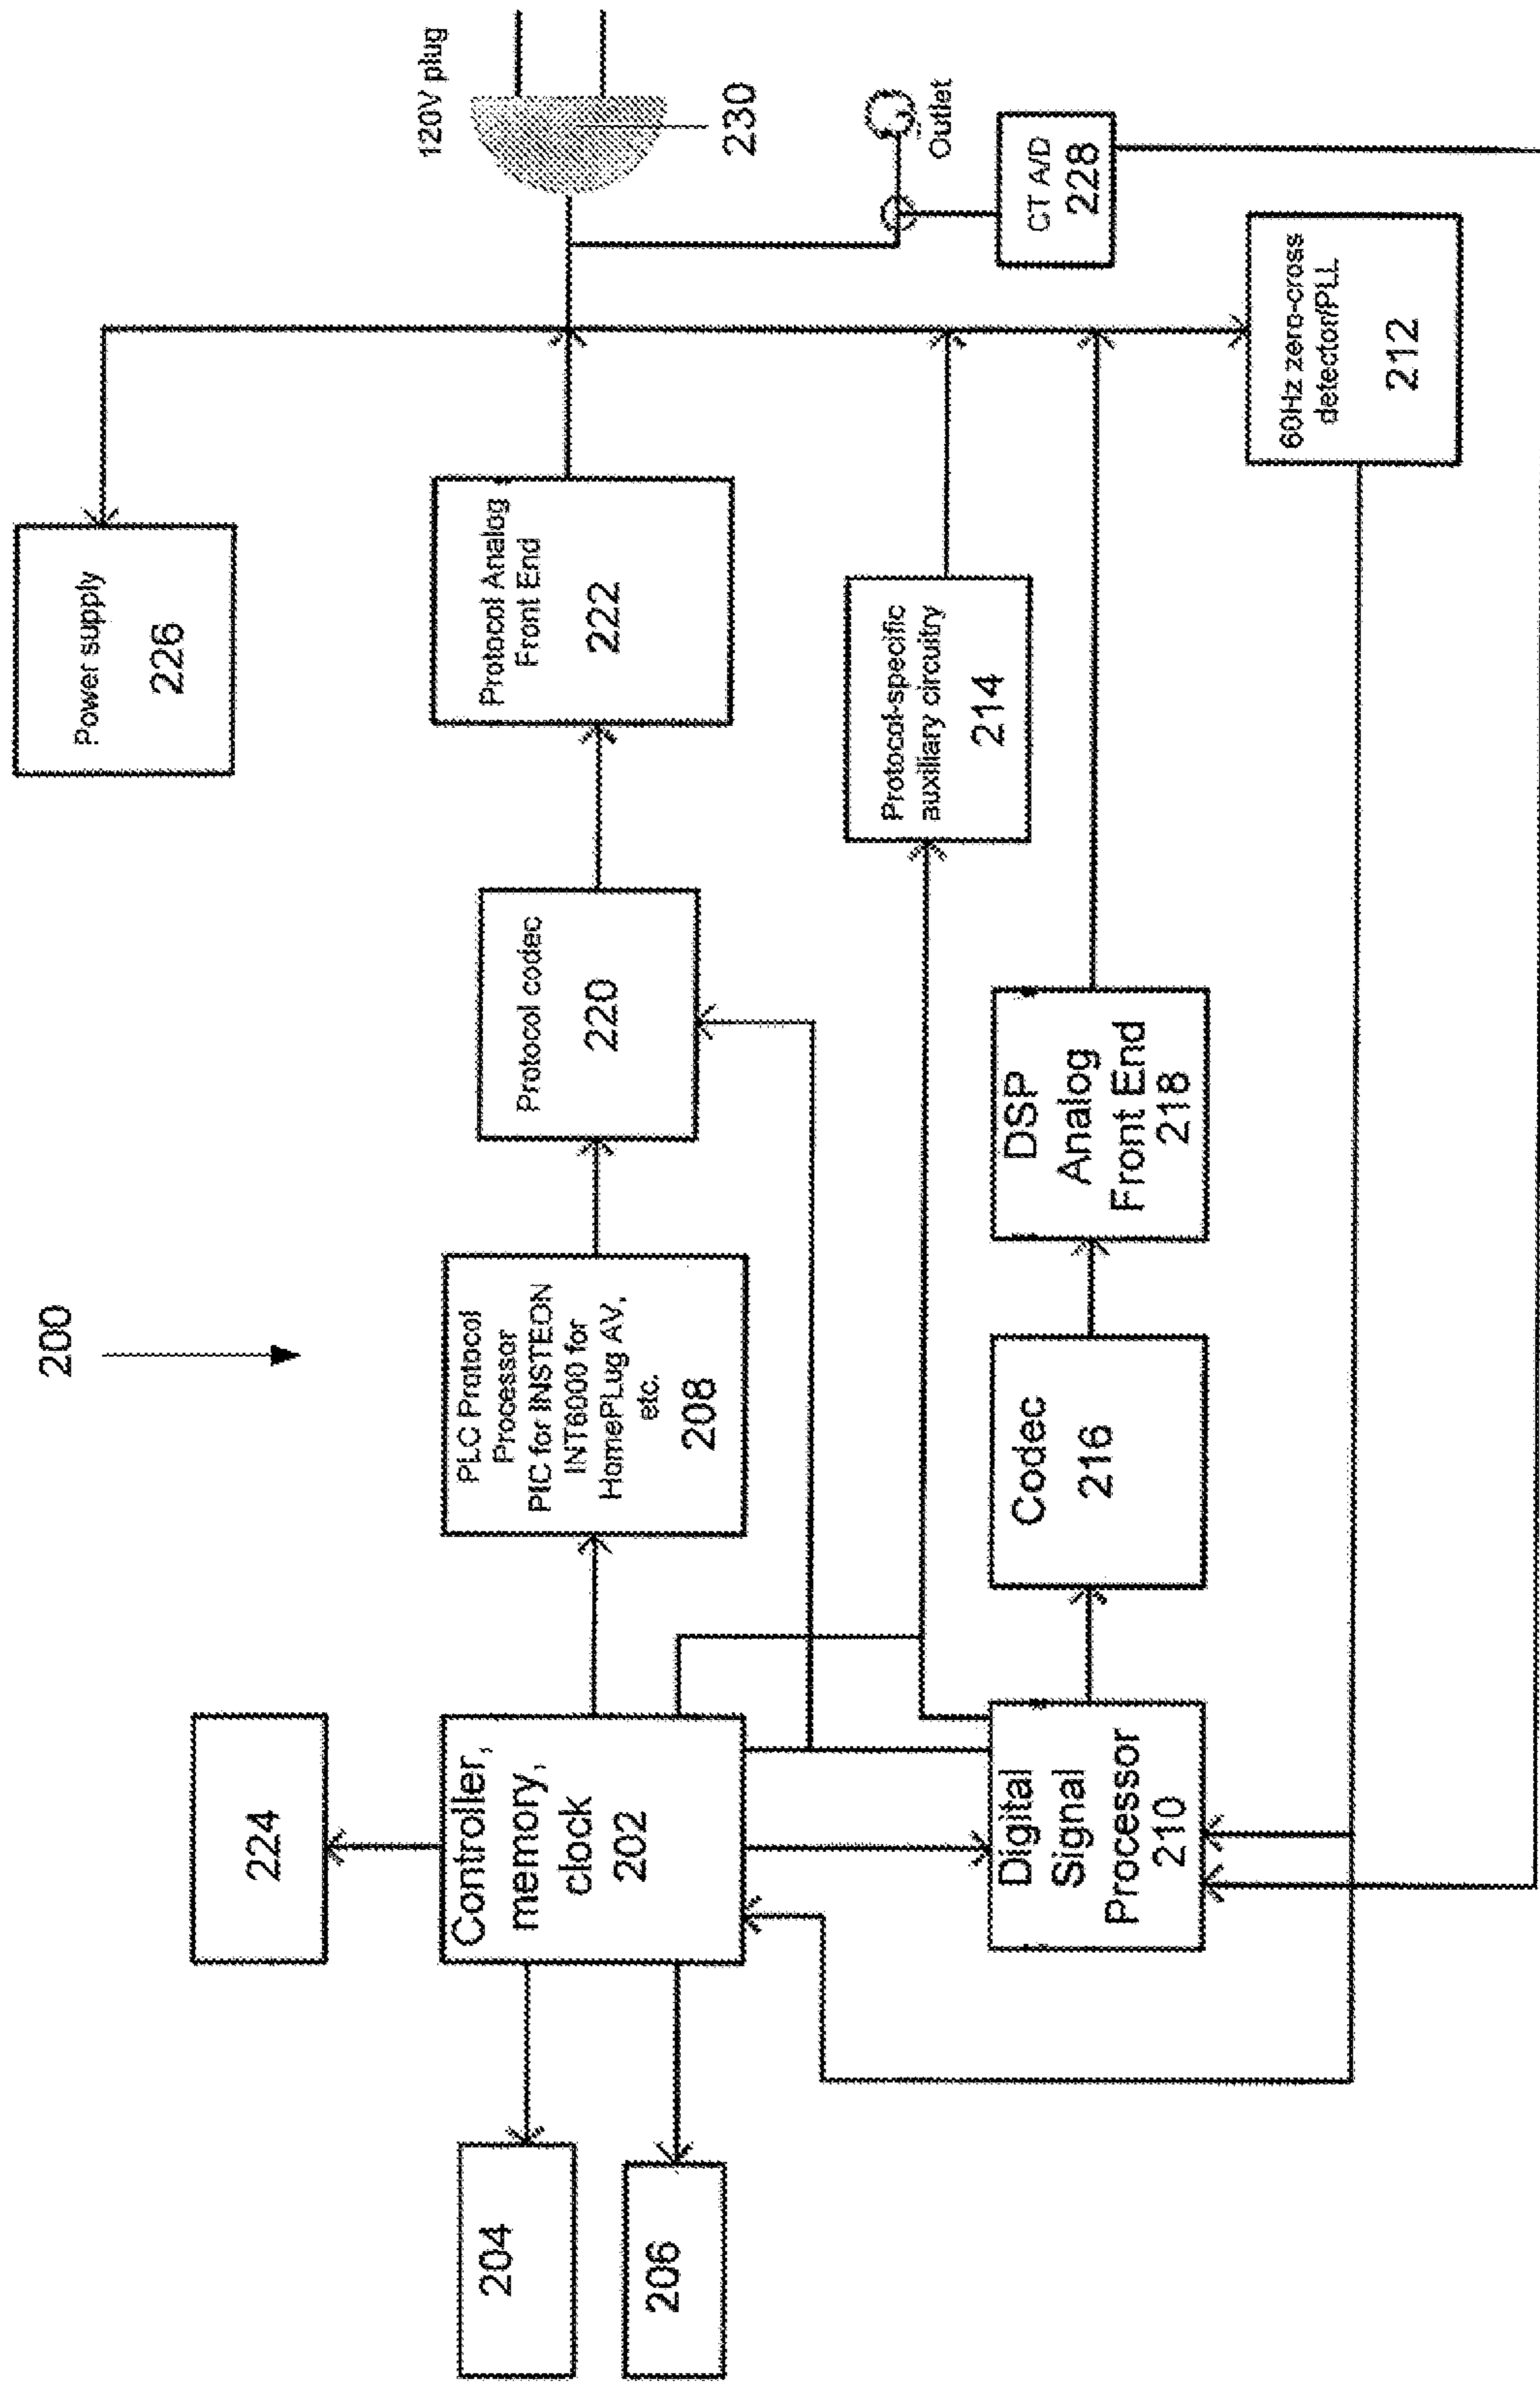 200
224
Power supply
226
120V plug
230
204
206
Controller,
memory,
clock
202
PLC Protocol
Processor
PIC for INSTEON
INT6000 for
HomePLug AV,
etc.
208
Protocol codec
220
Protocol Analog
Front End
222
Outlet
Protocol-specific
auxiliary circuitry
214
CT A/D
228
Digital
Signal
Processor
210
Codec
216
DSP
Analog
Front End
218
60Hz zero-cross
detector/PLL
212